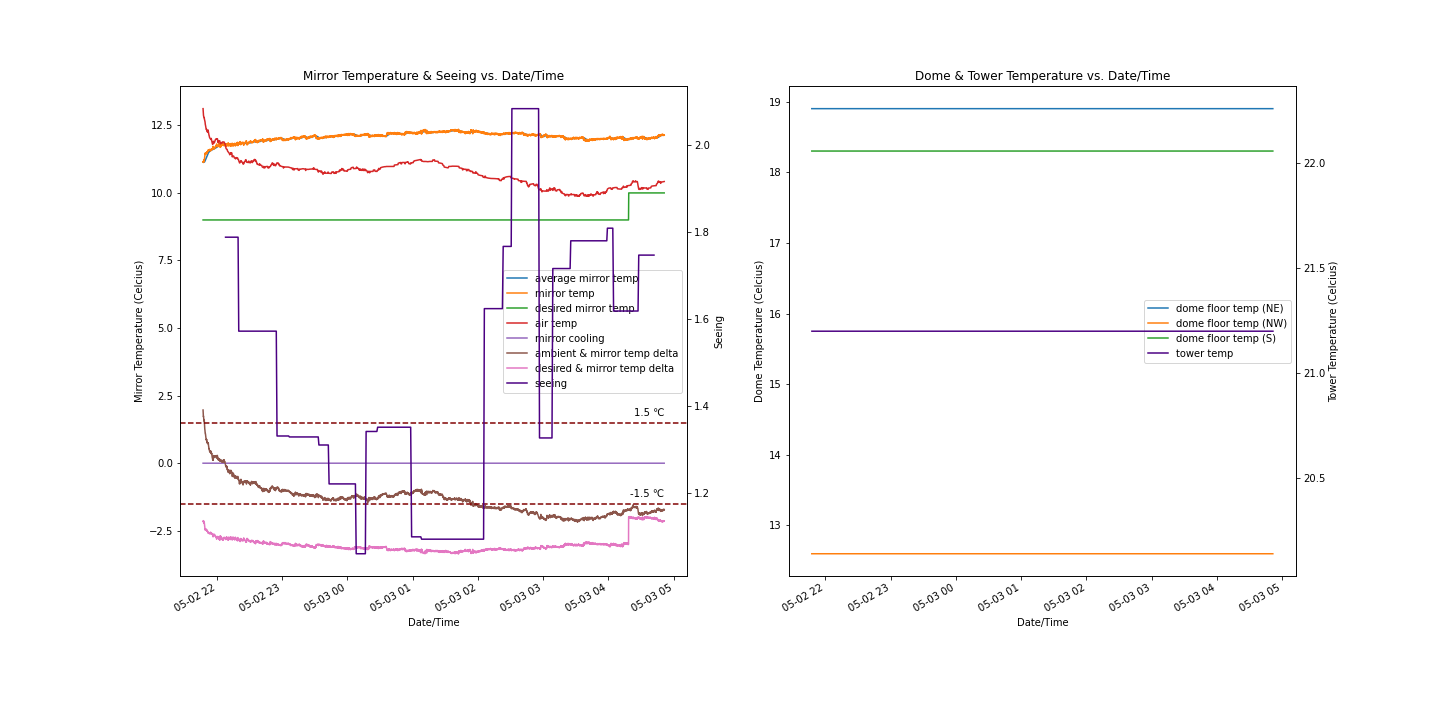 Mirror Temperature & Seeing vs. Date/Time
Mirror Temperature (Celcius)
12.5
10.0
7.5
5.0
2.5
0.0
−2.5
2.0
1.8
1.6
1.4
1.2
Seeing
average mirror temp
mirror temp
desired mirror temp
air temp
mirror cooling
ambient & mirror temp delta
desired & mirror temp delta
seeing
1.5 °C
-1.5 °C
05-02 22
05-02 23
05-03 00
05-03 01
05-03 02
05-03 03
05-03 04
05-03 05
Date/Time
Dome & Tower Temperature vs. Date/Time
Dome Temperature (Celcius)
19
18
17
16
15
14
13
22.0
21.5
21.0
20.5
Tower Temperature (Celcius)
dome floor temp (NE)
dome floor temp (NW)
dome floor temp (S)
tower temp
05-02 22
05-02 23
05-03 00
05-03 01
05-03 02
05-03 03
05-03 04
05-03 05
Date/Time